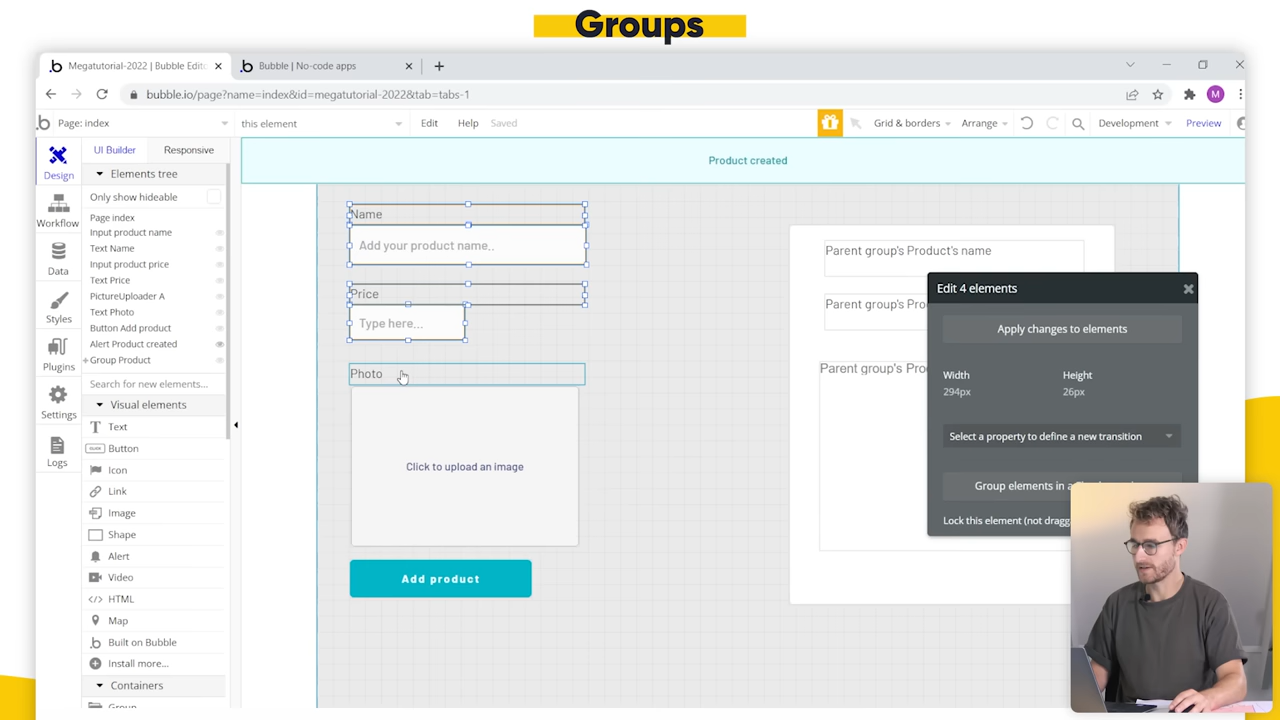 Groups
Megatutorial-2022 | Bubble Edito
Bubble | No-code apps
bubble.io/page?name=index&id=megatutorial-2022&tab=tabs-1
M
Page: index
this element
Edit
Help
Saved
Grid & borders
Arrange
Development
Preview
UI Builder
Responsive
Design
Workflow
Data
Styles
Plugins
Settings
Logs
Elements tree
Only show hideable
Page index
Input product name
Text Name
Input product price
Text Price
PictureUploader A
Text Photo
Button Add product
Alert Product created
Group Product
Search for new elements...
Visual elements
Text
Button
Icon
Link
Image
Shape
Alert
Video
HTML
Map
Built on Bubble
Install more...
Containers
Group
Product created
Name
Add your product name..
Price
Type here...
Photo
Click to upload an image
Add product
Parent group's Product's name
Parent group's Produ
Parent group's Prod
Edit 4 elements
Apply changes to elements
Width
Height
294px
26px
Select a property to define a new transition
Group elements in a
Lock this element (not dragga